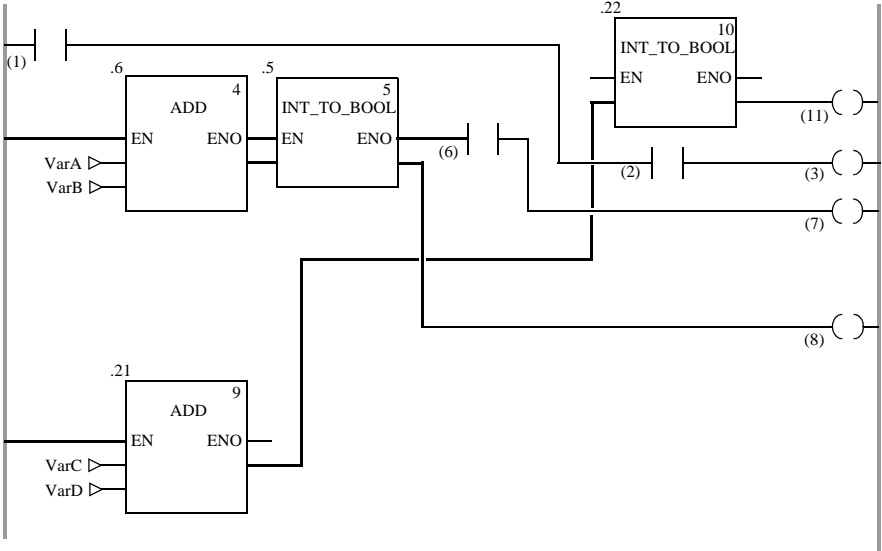 .22
10
INT_TO_BOOL
(1)
.6
.5
4
5
ADD
INT_TO_BOOL
EN
ENO
(11)
EN
ENO
EN
ENO
(6)
VarA
(2)
(3)
VarB
(7)
(8)
.21
9
ADD
EN
ENO
VarC
VarD